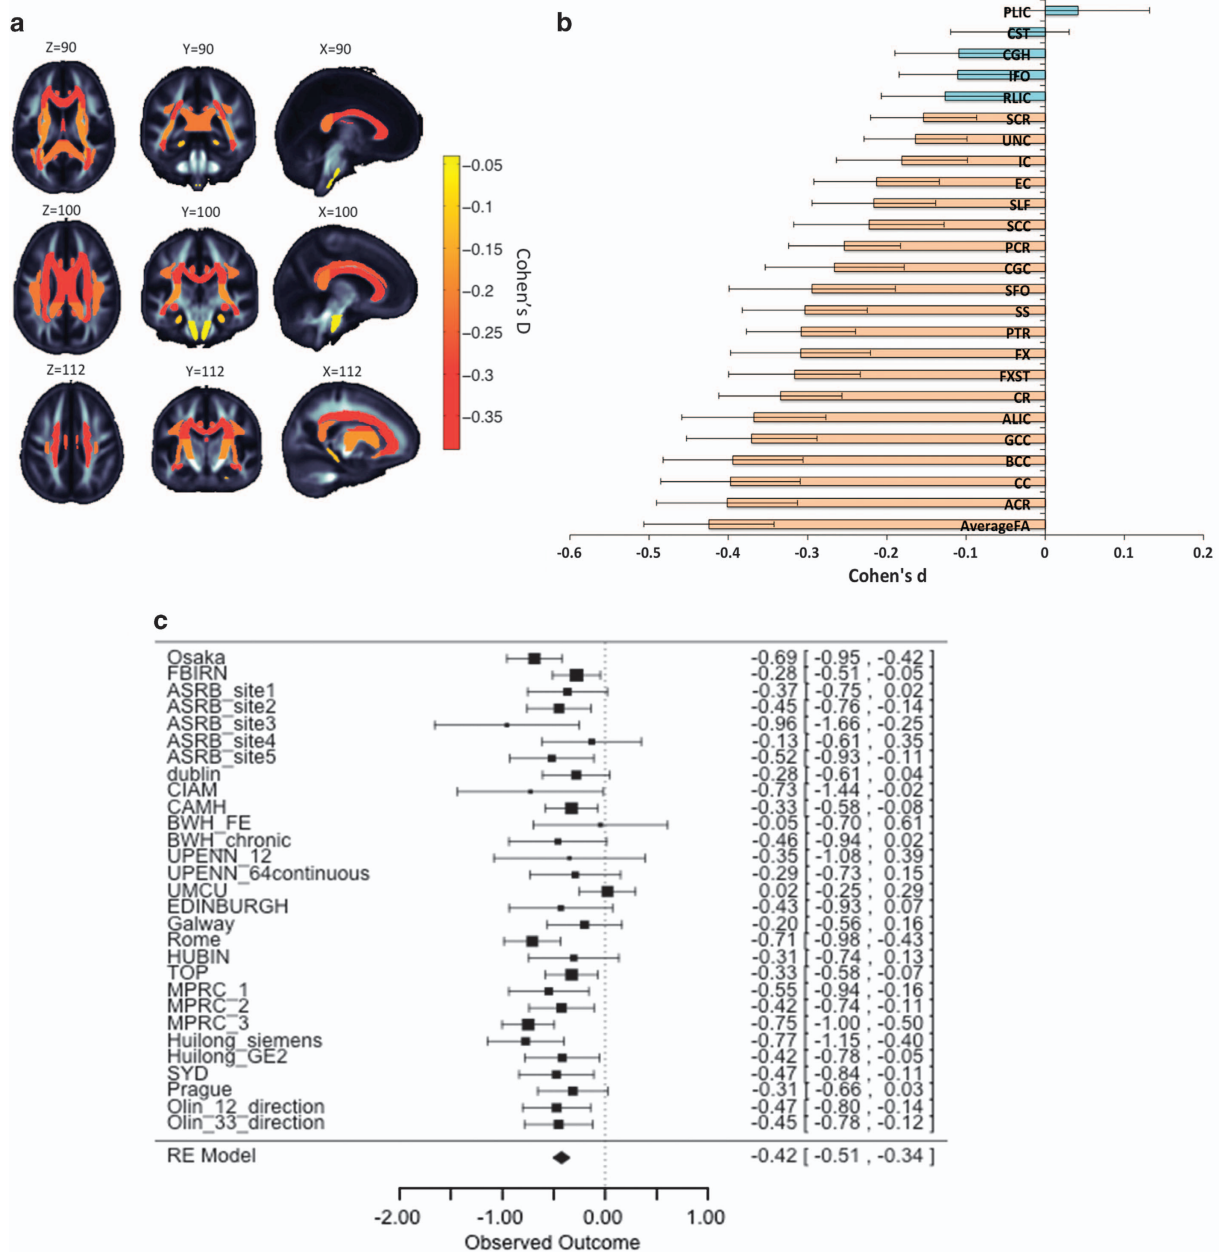 a
Z=90
Y=90
X=90
Z=100
Y=100
X=100
Z=112
Y=112
X=112
−0.05
−0.1
−0.15
−0.2
−0.25
−0.3
−0.35
Cohen's D
b
PLIC
CST
CGH
IFO
RLIC
SCR
UNC
IC
EC
SLF
SCC
PCR
CGC
SFO
SS
PTR
FX
FXST
CR
ALIC
GCC
BCC
CC
ACR
AverageFA
-0.6 -0.5 -0.4 -0.3 -0.2 -0.1 0 0.1 0.2
Cohen's d
c
Osaka -0.69 [ -0.95 , -0.42 ]
FBIRN -0.28 [ -0.51 , -0.05 ]
ASRB_site1 -0.37 [ -0.75 , 0.02 ]
ASRB_site2 -0.45 [ -0.76 , -0.14 ]
ASRB_site3 -0.96 [ -1.66 , -0.25 ]
ASRB_site4 -0.13 [ -0.61 , 0.35 ]
ASRB_site5 -0.52 [ -0.93 , -0.11 ]
dublin -0.28 [ -0.61 , 0.04 ]
CIAM -0.73 [ -1.44 , -0.02 ]
CAMH -0.33 [ -0.58 , -0.08 ]
BWH_FE -0.05 [ -0.70 , 0.61 ]
BWH_chronic -0.46 [ -0.94 , 0.02 ]
UPENN_12 -0.35 [ -1.08 , 0.39 ]
UPENN_64continuous -0.29 [ -0.73 , 0.15 ]
UMCU 0.02 [ -0.25 , 0.29 ]
EDINBURGH -0.43 [ -0.93 , 0.07 ]
Galway -0.20 [ -0.56 , 0.16 ]
Rome -0.71 [ -0.98 , -0.43 ]
HUBIN -0.31 [ -0.74 , 0.13 ]
TOP -0.33 [ -0.58 , -0.07 ]
MPRC_1 -0.55 [ -0.94 , -0.16 ]
MPRC_2 -0.42 [ -0.74 , -0.11 ]
MPRC_3 -0.75 [ -1.00 , -0.50 ]
Huilong_siemens -0.77 [ -1.15 , -0.40 ]
Huilong_GE2 -0.42 [ -0.78 , -0.05 ]
SYD -0.47 [ -0.84 , -0.11 ]
Prague -0.31 [ -0.66 , 0.03 ]
Olin_12_direction -0.47 [ -0.80 , -0.14 ]
Olin_33_direction -0.45 [ -0.78 , -0.12 ]
RE Model -0.42 [ -0.51 , -0.34 ]
-2.00 -1.00 0.00 1.00
Observed Outcome